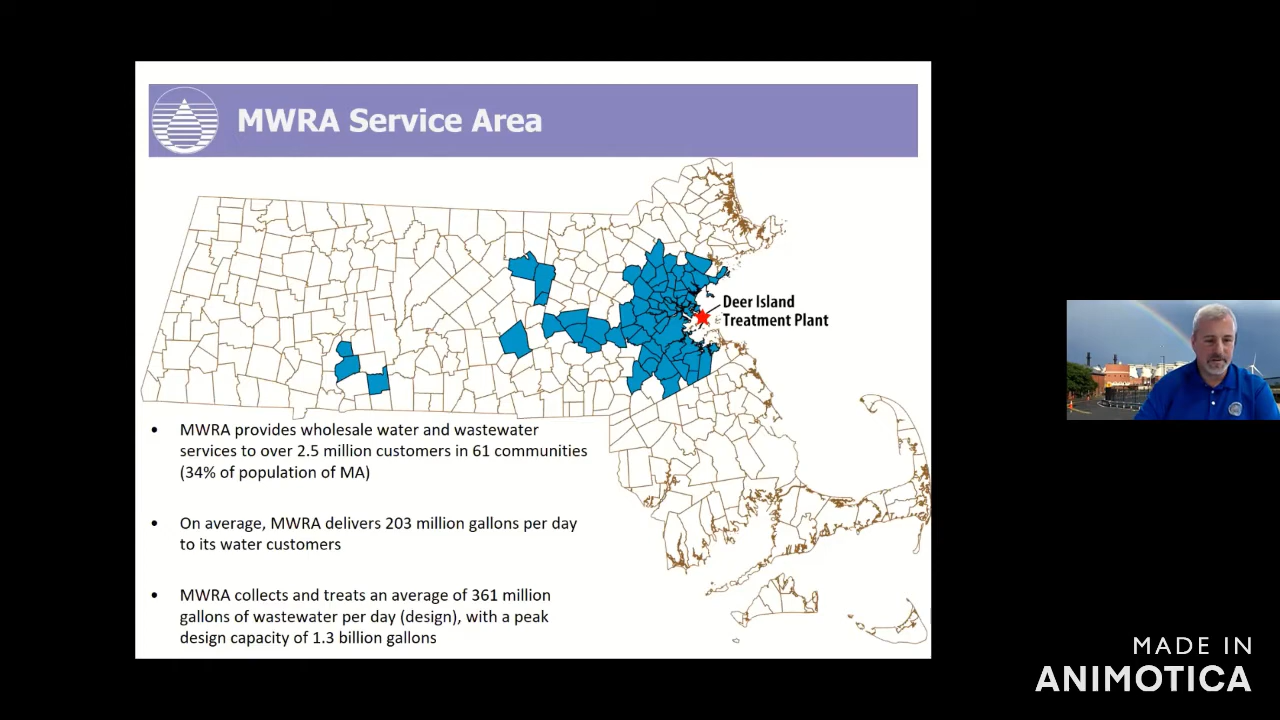 MWRA Service Area
Deer Island
Treatment Plant
• MWRA provides wholesale water and wastewater
services to over 2.5 million customers in 61 communities
(34% of population of MA)
• On average, MWRA delivers 203 million gallons per day
to its water customers
• MWRA collects and treats an average of 361 million
gallons of wastewater per day (design), with a peak
design capacity of 1.3 billion gallons
MADE IN
ANIMOTICA